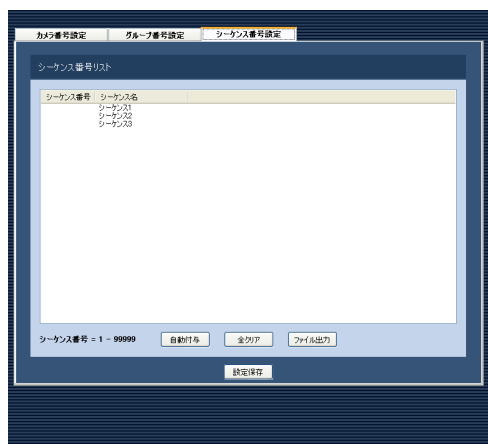 カメラ番号設定 グループ番号設定 シーケンス番号設定
シーケンス番号リスト
シーケンス番号 シーケンス名
シーケンス1
シーケンス2
シーケンス3
シーケンス番号 = 1 - 99999 自動付与 全クリア ファイル出力
設定保存